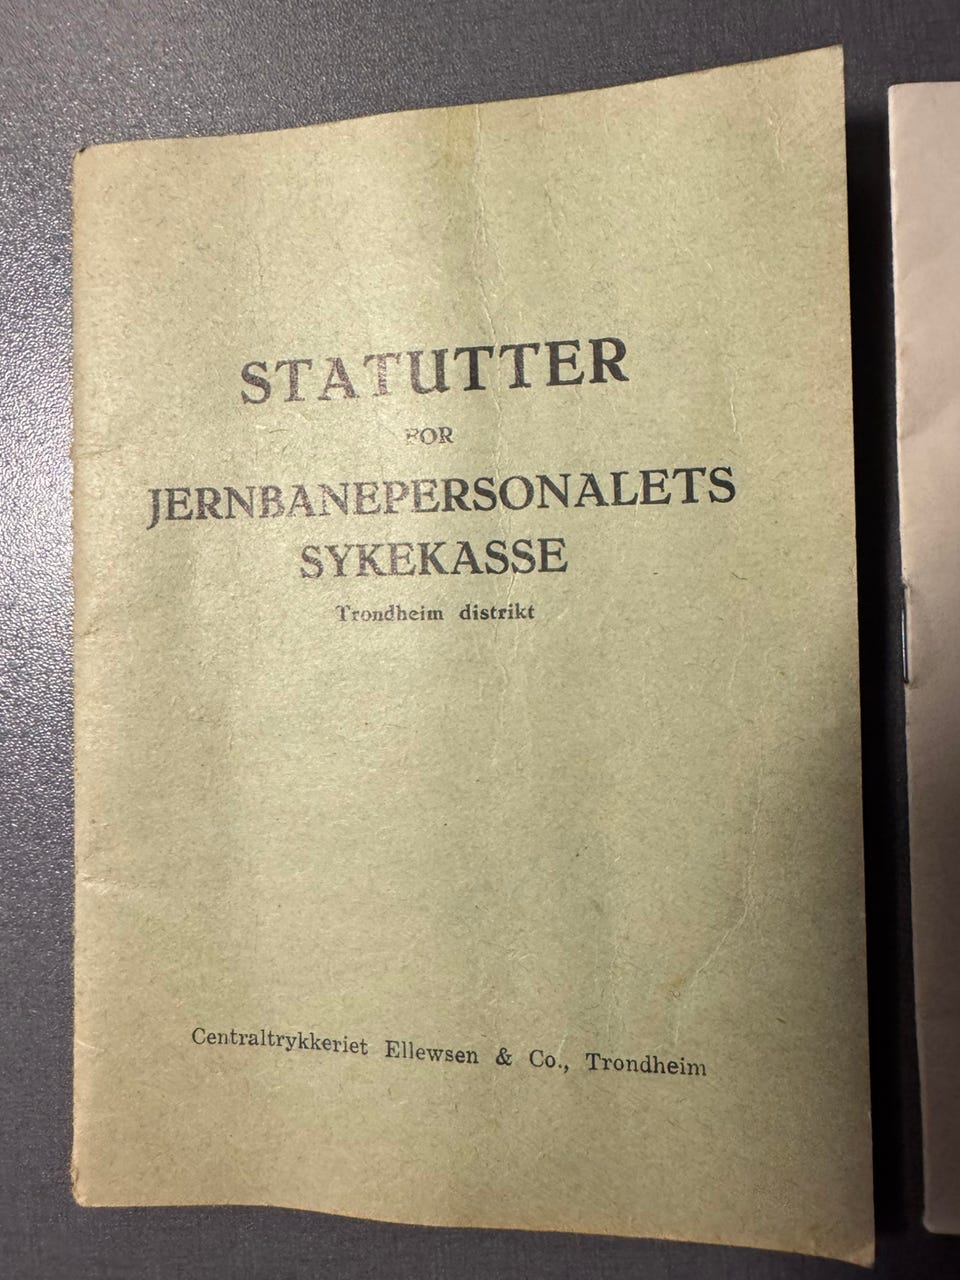 STATUTTER
FOR
JERNBANEPERSONALETS
SYKEKASSE
Trondheim distrikt
Centraltrykkeriet Ellewsen & Co., Trondheim